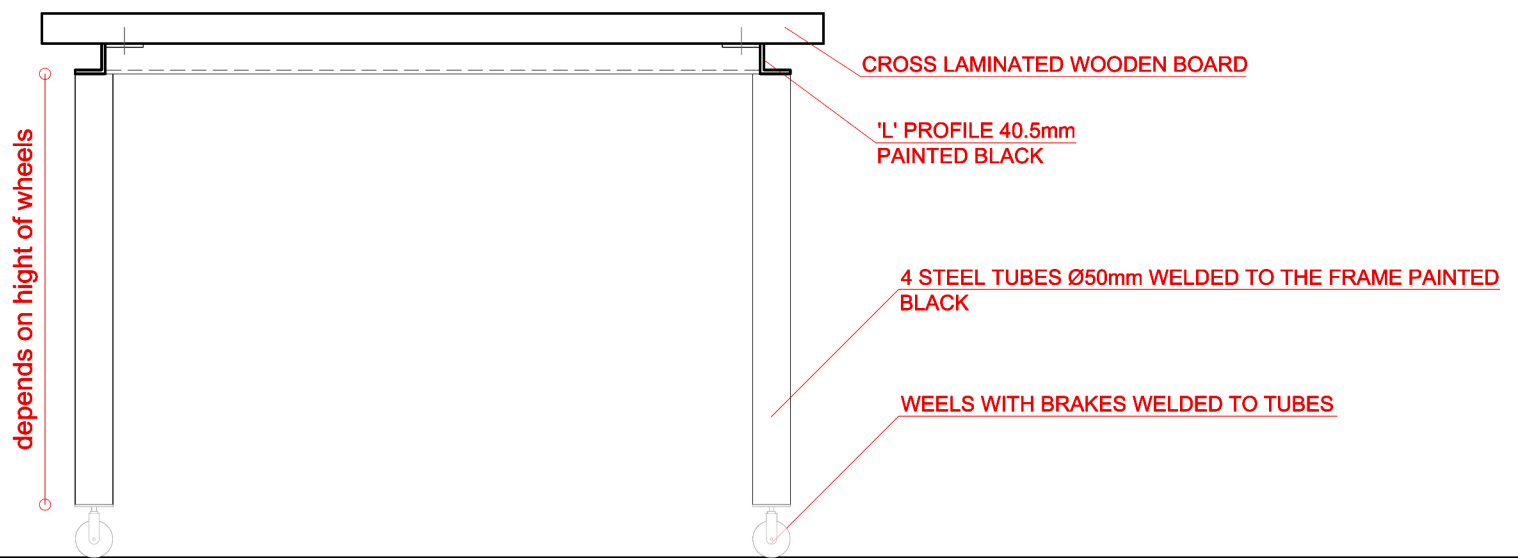 CROSS LAMINATED WOODEN BOARD
'L' PROFILE 40.5mm
PAINTED BLACK
depends on hight of wheels
4 STEEL TUBES Ø50mm WELDED TO THE FRAME PAINTED
BLACK
WEELS WITH BRAKES WELDED TO TUBES